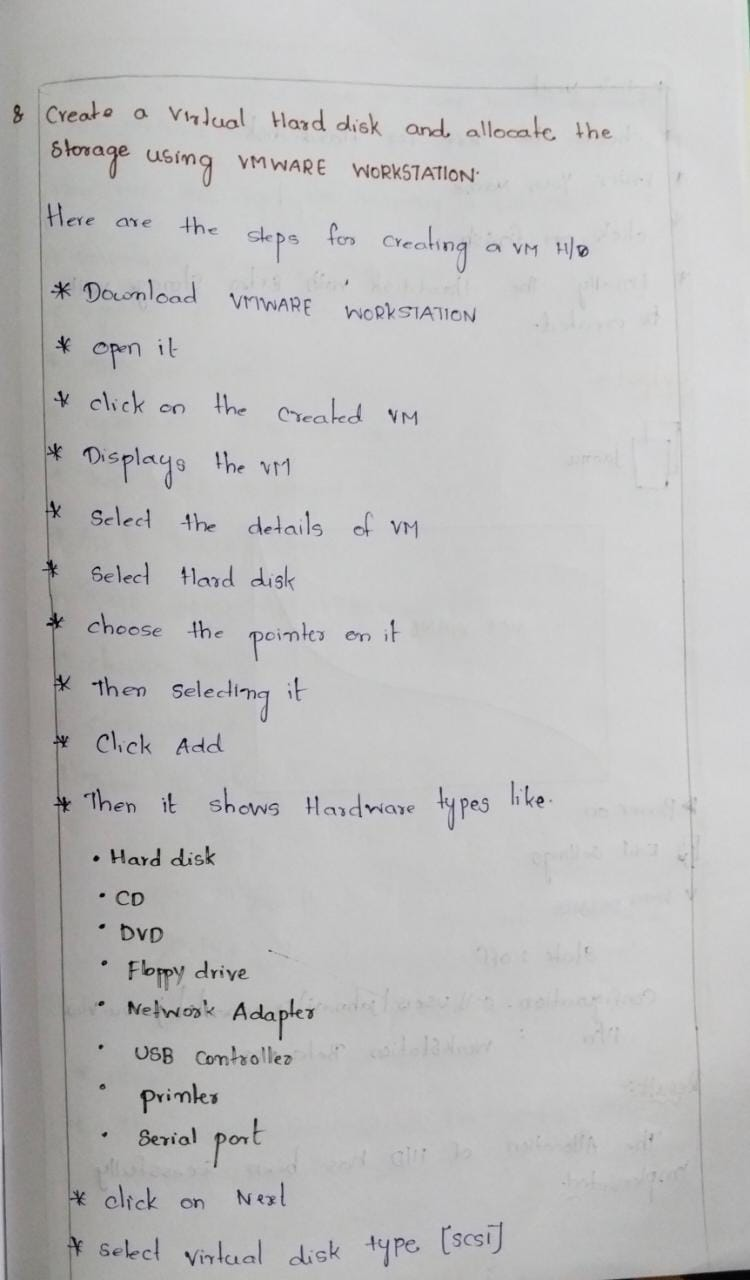 8 Create a Virtual Hard disk and allocate the
Storage using VMWARE WORKSTATION.
Here are the steps for creating a VM H/D
* Download VMWARE WORKSTATION
* open it
* click on the created VM
* Displays the VM
* Select the details of VM
* Select Hard disk
* choose the pointer on it
* Then selecting it
* Click Add
* Then it shows Hardware types like.
• Hard disk
• CD
• DVD
• Floppy drive
• Network Adapter
• USB Controller
• printer
• Serial port
* click on Next
* select virtual disk type [SCSI]